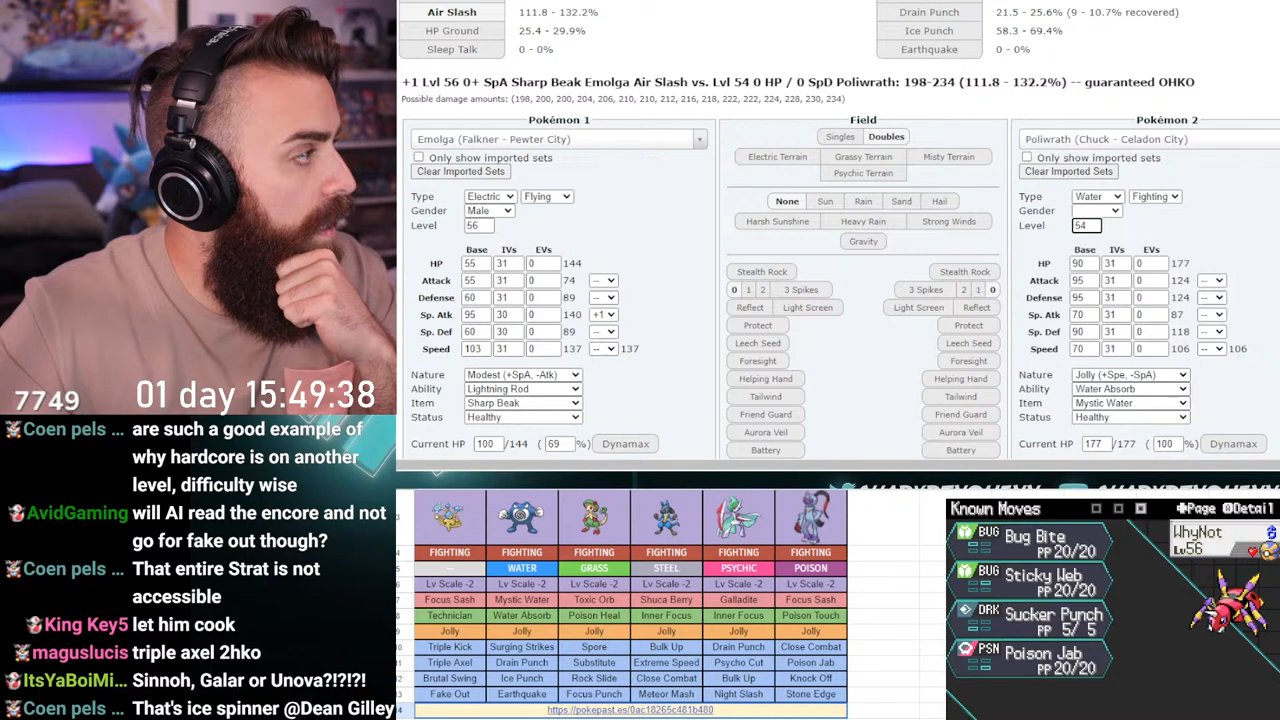 Air Slash 111.8 - 132.2%
HP Ground 25.4 - 29.9%
Sleep Talk 0 - 0%
Drain Punch 21.5 - 25.6% (9 - 10.7% recovered)
Ice Punch 58.3 - 69.4%
Earthquake 0 - 0%
+1 Lvl 56 0+ SpA Sharp Beak Emolga Air Slash vs. Lvl 54 0 HP / 0 SpD Poliwrath: 198-234 (111.8 - 132.2%) -- guaranteed OHKO
Possible damage amounts: (198, 200, 200, 204, 206, 210, 210, 212, 216, 218, 222, 222, 224, 228, 230, 234)
Pokémon 1
Emolga (Falkner - Pewter City)
Only show imported sets
Clear Imported Sets
Type Electric Flying
Gender Male
Level 56
Base IVs EVs
HP 55 31 0 144
Attack 55 31 0 74 --
Defense 60 31 0 89 --
Sp. Atk 95 30 0 140 +1
Sp. Def 60 30 0 89 --
Speed 103 31 0 137 -- 137
Nature Modest (+SpA, -Atk)
Ability Lightning Rod
Item Sharp Beak
Status Healthy
Current HP 100 /144 ( 69 %) Dynamax
Field
Singles Doubles
Electric Terrain Grassy Terrain Misty Terrain
Psychic Terrain
None Sun Rain Sand Hail
Harsh Sunshine Heavy Rain Strong Winds
Gravity
Stealth Rock Stealth Rock
0 1 2 3 Spikes 3 Spikes 2 1 0
Reflect Light Screen Light Screen Reflect
Protect Protect
Leech Seed Leech Seed
Foresight Foresight
Helping Hand Helping Hand
Tailwind Tailwind
Friend Guard Friend Guard
Aurora Veil Aurora Veil
Battery Battery
Pokémon 2
Poliwrath (Chuck - Celadon City)
Only show imported sets
Clear Imported Sets
Type Water Fighting
Gender
Level 54
Base IVs EVs
HP 90 31 0 177
Attack 95 31 0 124 --
Defense 95 31 0 124 --
Sp. Atk 70 31 0 87 --
Sp. Def 90 31 0 118 --
Speed 70 31 0 106 -- 106
Nature Jolly (+Spe, -SpA)
Ability Water Absorb
Item Mystic Water
Status Healthy
Current HP 177 /177 ( 100 %) Dynamax
7749 01 day 15:49:38
Coen pels ... are such a good example of
why hardcore is on another
level, difficulty wise
AvidGaming will AI read the encore and not
go for fake out though?
Coen pels ... That entire Strat is not
accessible
King Key5 let him cook
maguslucis triple axel 2hko
ItsYaBoiMi... Sinnoh, Galar or Unova?!?!?!
Coen pels ... That's ice spinner @Dean Gilley
FIGHTING FIGHTING FIGHTING FIGHTING FIGHTING FIGHTING
-- WATER GRASS STEEL PSYCHIC POISON
Lv Scale -2 Lv Scale -2 Lv Scale -2 Lv Scale -2 Lv Scale -2 Lv Scale -2
Focus Sash Mystic Water Toxic Orb Shuca Berry Galladite Focus Sash
Technician Water Absorb Poison Heal Inner Focus Inner Focus Poison Touch
Jolly Jolly Jolly Jolly Jolly Jolly
Triple Kick Surging Strikes Spore Bulk Up Drain Punch Close Combat
Triple Axel Drain Punch Substitute Extreme Speed Psycho Cut Poison Jab
Brutal Swing Ice Punch Rock Slide Close Combat Bulk Up Knock Off
Fake Out Earthquake Focus Punch Meteor Mash Night Slash Stone Edge
https://pokepast.es/0ac18265c481b480
Known Moves
Page Detail
BUG Bug Bite
PP 20/20
BUG Sticky Web
PP 20/20
DRK Sucker Punch
PP 5/ 5
PSN Poison Jab
PP 20/20
WhyNot
Lv.56